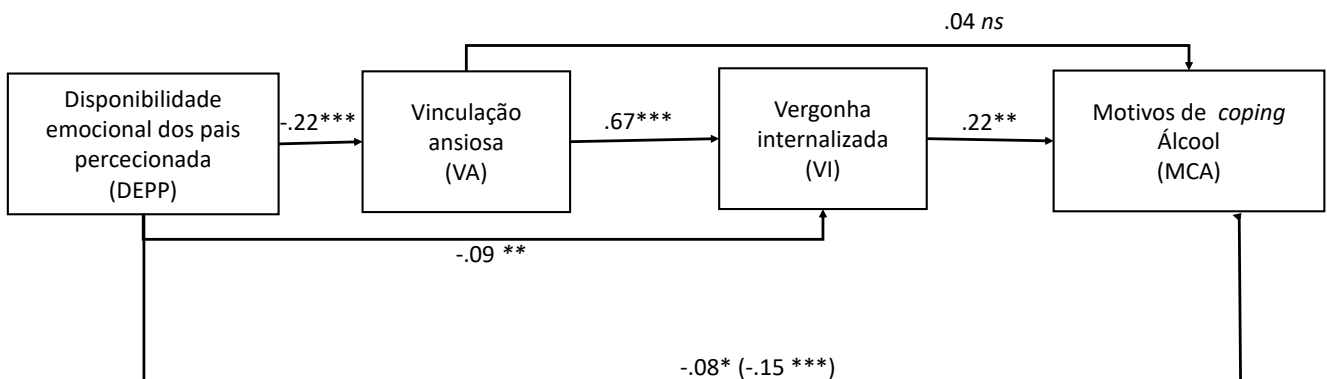 .04 ns
Disponibilidade
emocional dos pais
percecionada
(DEPP)
-.22***
Vinculação
ansiosa
(VA)
.67***
Vergonha
internalizada
(VI)
.22**
Motivos de coping
Álcool
(MCA)
-.09 **
-.08* (-.15 ***)